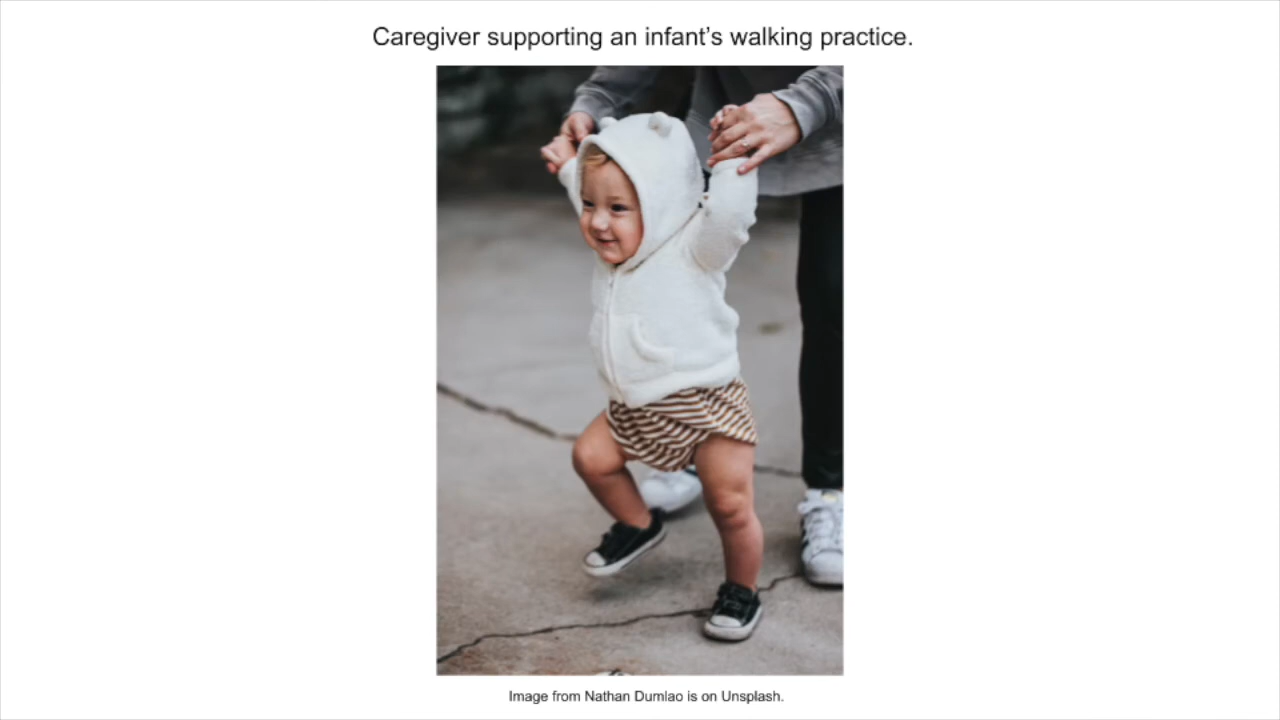 Caregiver supporting an infant’s walking practice.
Image from Nathan Dumlao is on Unsplash.